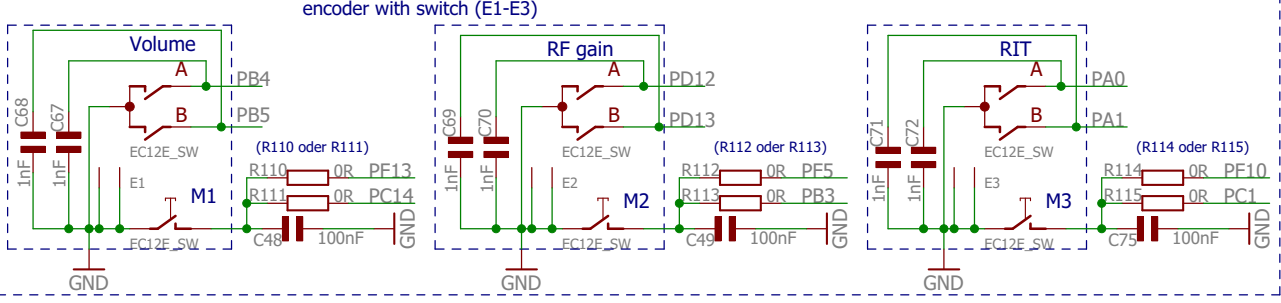 encoder with switch (E1-E3)
Volume
RF gain
RIT
A
PB4
A
PD12
A
PA0
C68
C67
B
PB5
C69
C70
B
PD13
C71
C72
B
PA1
EC12E_SW
(R110 oder R111)
EC12E_SW
(R112 oder R113)
EC12E_SW
(R114 oder R115)
1nF
1nF
E1
R110
0R
PF13
1nF
1nF
E2
R112
0R
PF5
1nF
1nF
E3
R114
0R
PF10
M1
R111
0R
PC14
M2
R113
0R
PB3
M3
R115
0R
PC1
EC12E_SW
C48
100nF
GND
EC12E_SW
C49
100nF
GND
EC12E_SW
C75
100nF
GND
GND
GND
GND